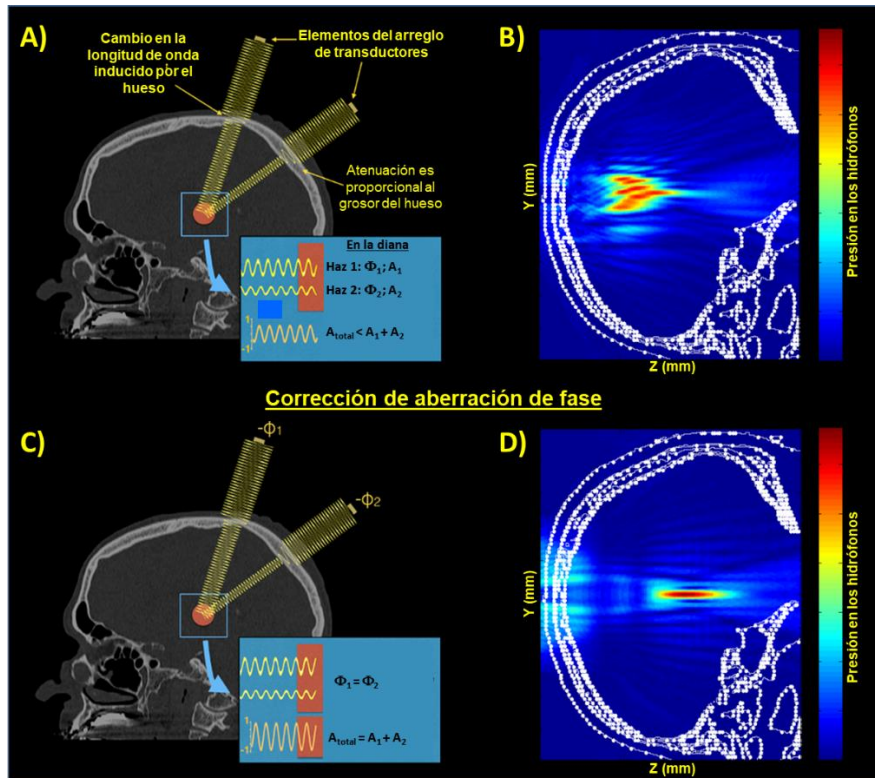 A)
Cambio en la
longitud de onda
inducido por el
hueso
Elementos del arreglo
de transductores
Atenuación es
proporcional al
grosor del hueso
En la diana
Haz 1: Φ₁; A₁
Haz 2: Φ₂; A₂
1
-1
A_total < A₁ + A₂
B)
Y (mm)
Z (mm)
Presión en los hidrófonos
Corrección de aberración de fase
C)
-ϕ₁
-ϕ₂
Φ₁ = Φ₂
1
-1
A_total = A₁ + A₂
D)
Y (mm)
Z (mm)
Presión en los hidrófonos